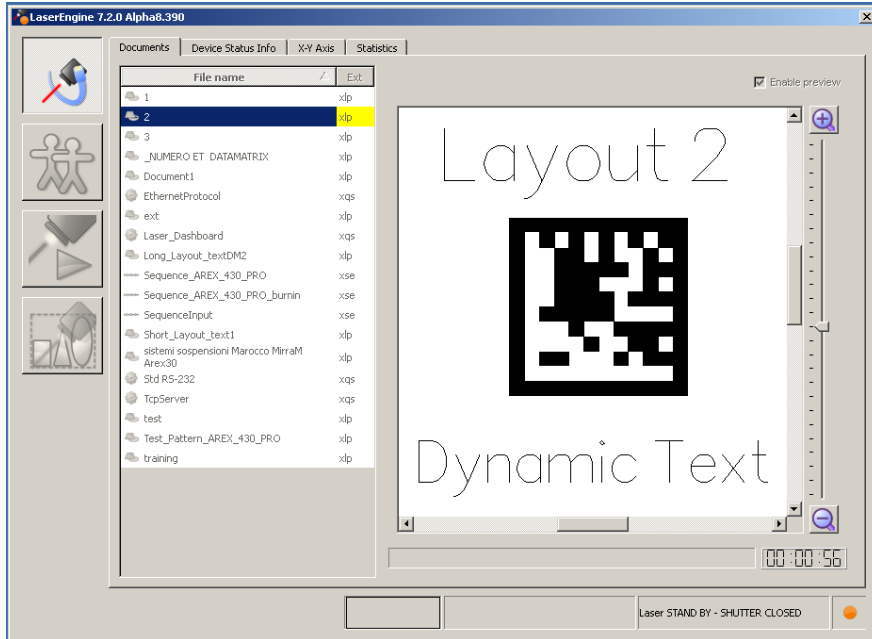 LaserEngine 7.2.0 Alpha8.390
Documents Device Status Info X-Y Axis Statistics
File name Ext
Enable preview
1 xlp
2 xlp
3 xlp
_NUMERO ET DATAMATRIX xlp
Document1 xlp
EthernetProtocol xqs
ext xlp
Laser_Dashboard xqs
Long_Layout_textDM2 xlp
Sequence_AREX_430_PRO xse
Sequence_AREX_430_PRO_burnin xse
SequenceInput xse
Short_Layout_text1 xlp
sistemi sospensioni Marocco MirraM
Arex30 xlp
Std RS-232 xqs
TcpServer xqs
test xlp
Test_Pattern_AREX_430_PRO xlp
training xlp
Layout 2
Dynamic Text
00:00:56
Laser STAND BY - SHUTTER CLOSED